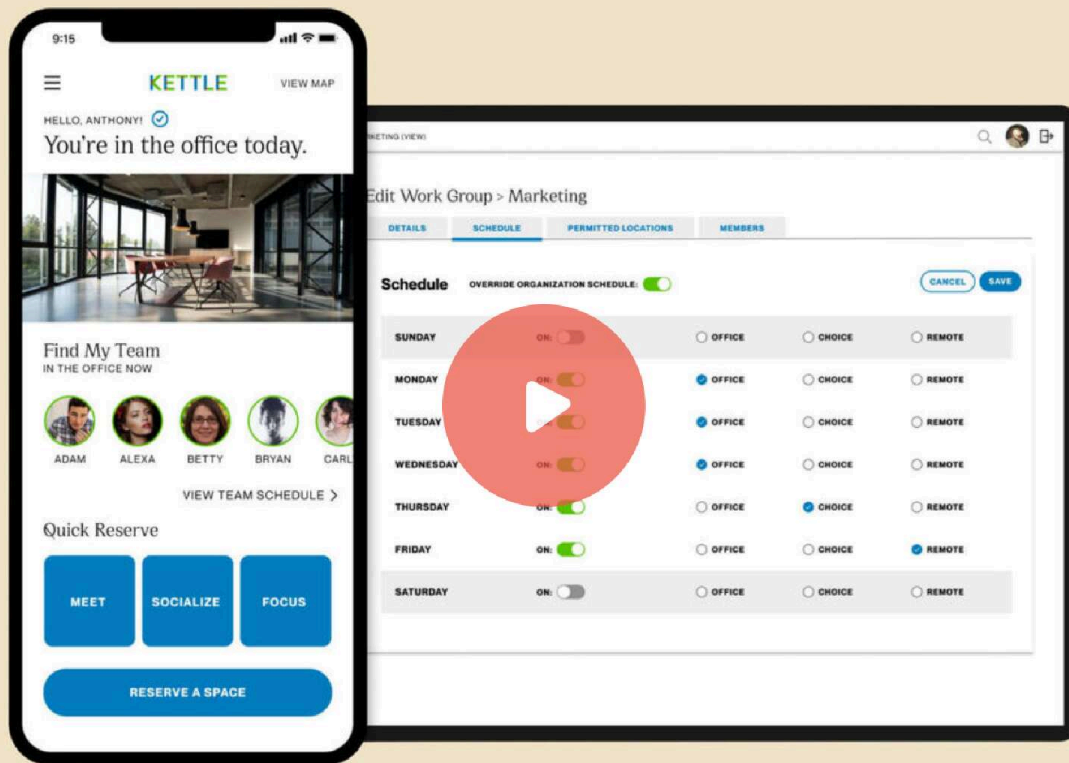 9:15
KETTLE
VIEW MAP
HELLO, ANTHONY!
You're in the office today.
Find My Team
IN THE OFFICE NOW
ADAM ALEXA BETTY BRYAN
VIEW TEAM SCHEDULE >
Quick Reserve
MEET SOCIALIZE FOCUS
RESERVE A SPACE
(VIEW)
Edit Work Group > Marketing
DETAILS SCHEDULE PERMITTED LOCATIONS MEMBERS
Schedule OVERRIDE ORGANIZATION SCHEDULE: CANCEL SAVE
SUNDAY ON: OFFICE CHOICE REMOTE
MONDAY ON: OFFICE CHOICE REMOTE
TUESDAY OFFICE CHOICE REMOTE
WEDNESDAY ON: OFFICE CHOICE REMOTE
THURSDAY ON: OFFICE CHOICE REMOTE
FRIDAY ON: OFFICE CHOICE REMOTE
SATURDAY ON: OFFICE CHOICE REMOTE